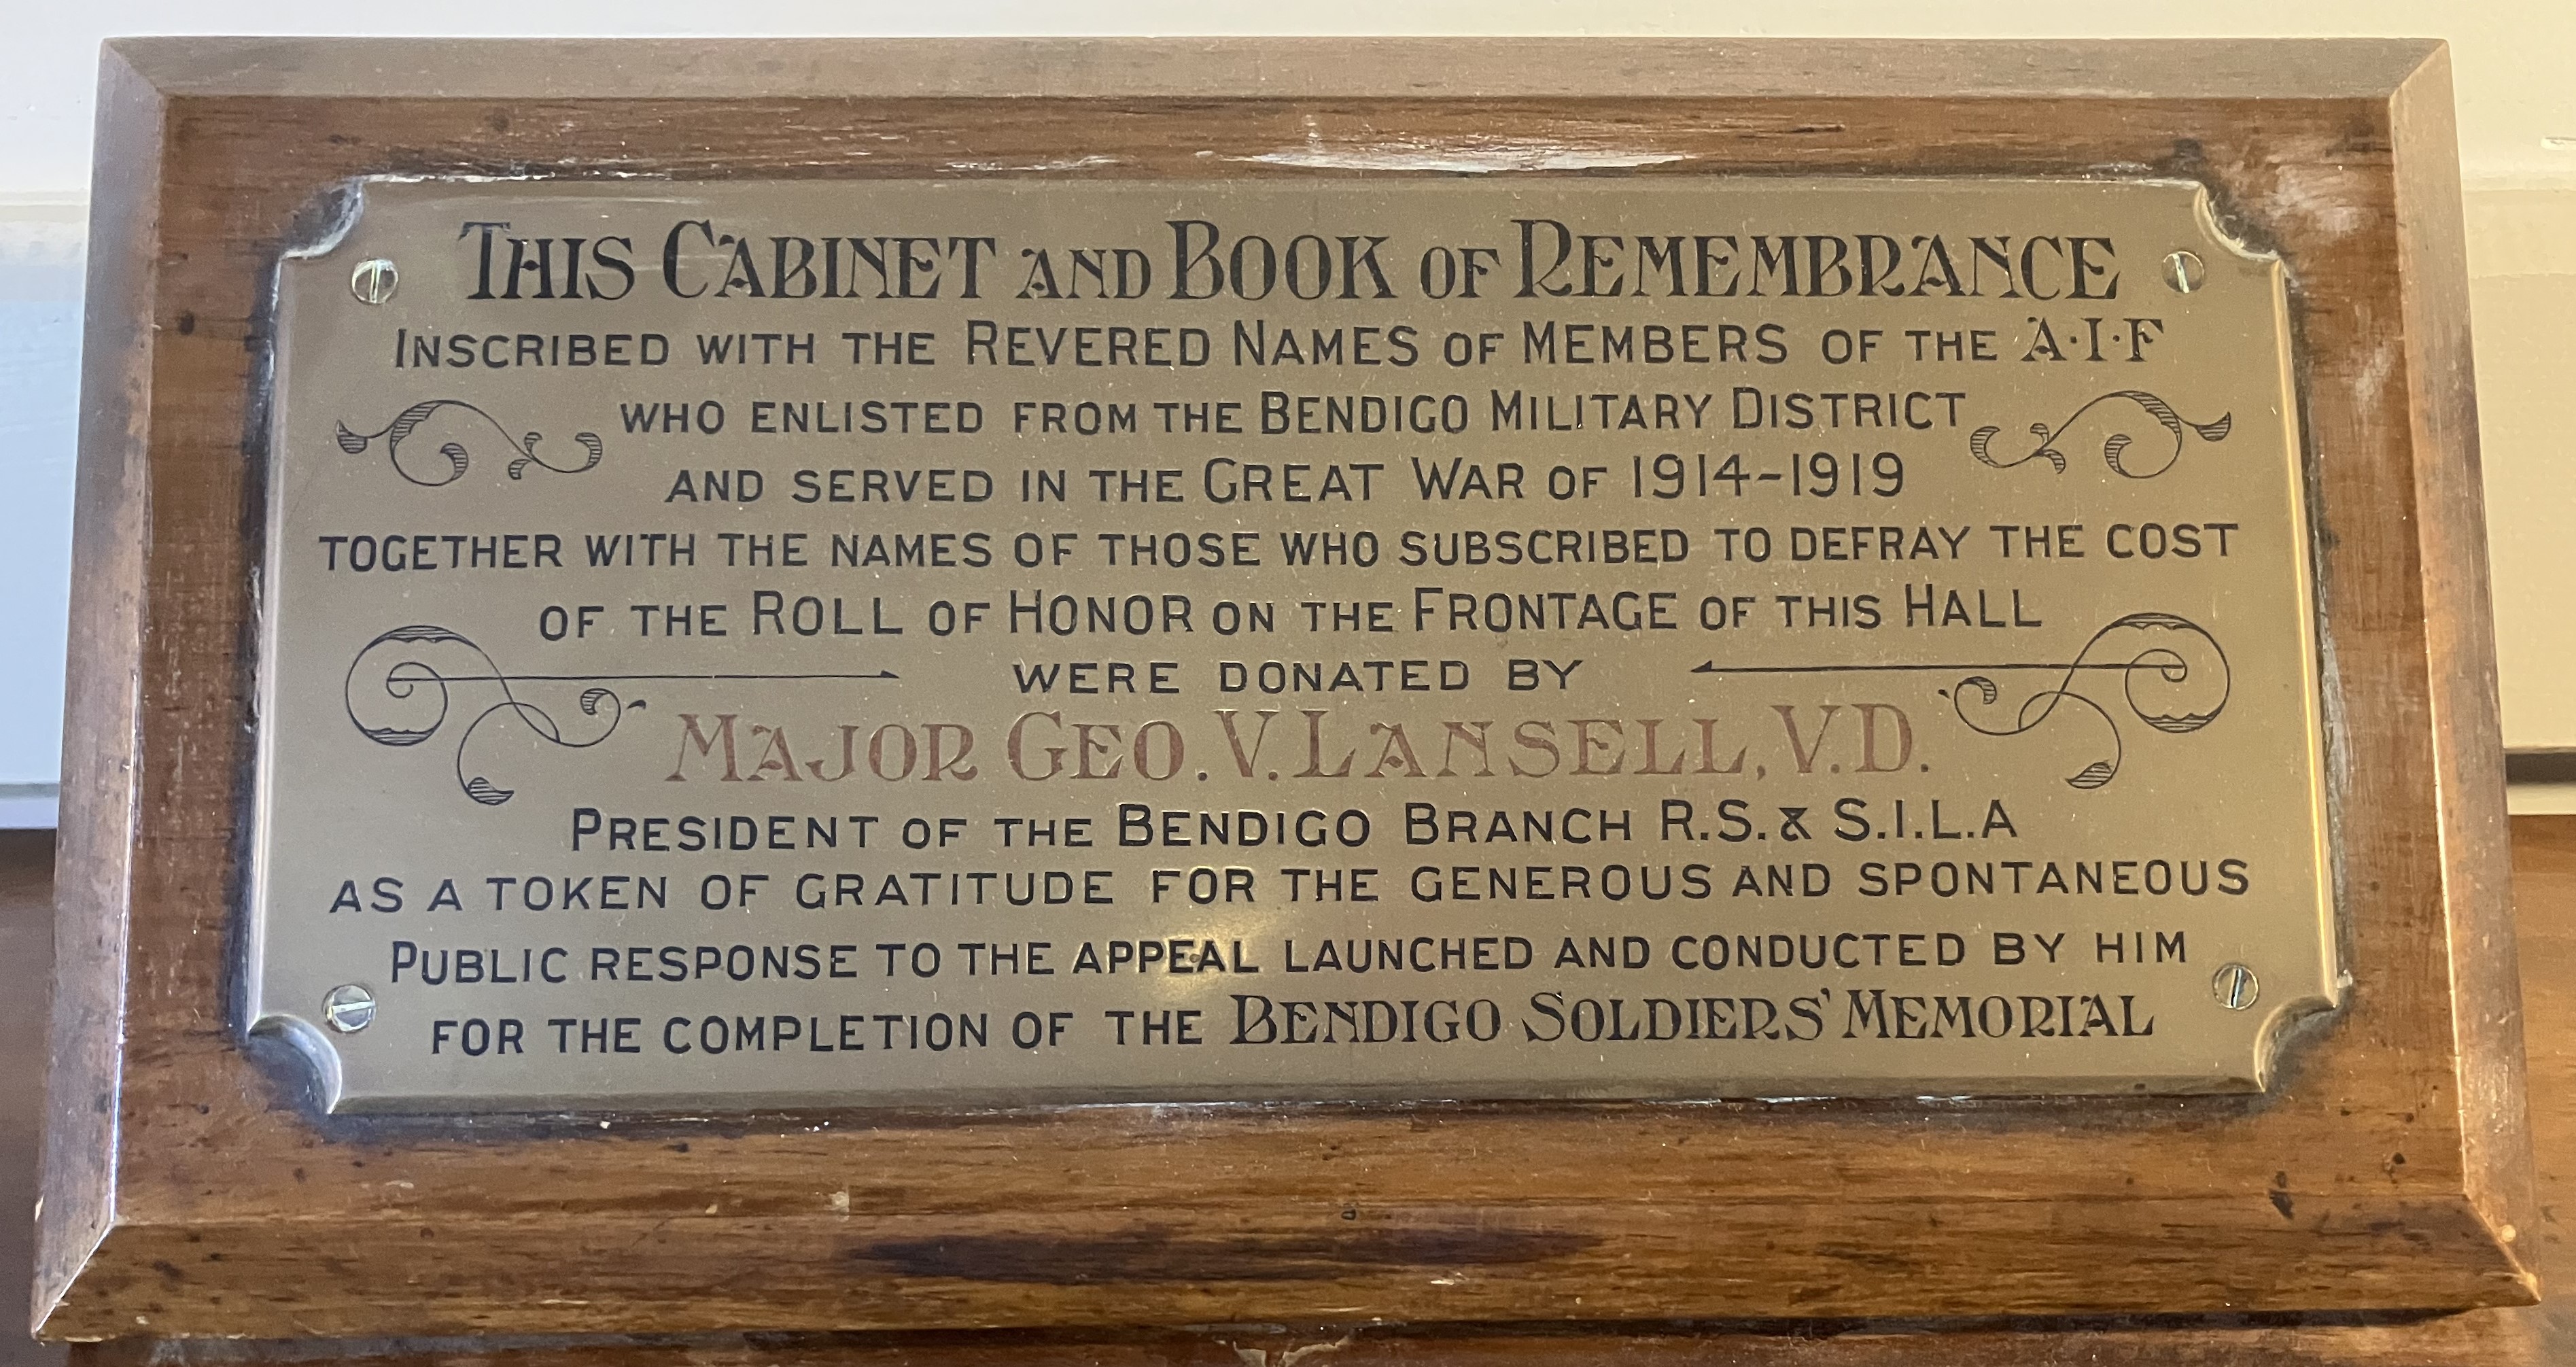 THIS CABINET AND BOOK OF REMEMBRANCE
INSCRIBED WITH THE REVERED NAMES OF MEMBERS OF THE A·I·F
WHO ENLISTED FROM THE BENDIGO MILITARY DISTRICT
AND SERVED IN THE GREAT WAR OF 1914-1919
TOGETHER WITH THE NAMES OF THOSE WHO SUBSCRIBED TO DEFRAY THE COST
OF THE ROLL OF HONOR ON THE FRONTAGE OF THIS HALL
WERE DONATED BY
MAJOR GEO. V. LANSELL, V.D.
PRESIDENT OF THE BENDIGO BRANCH R.S. & S.I.L.A
AS A TOKEN OF GRATITUDE FOR THE GENEROUS AND SPONTANEOUS
PUBLIC RESPONSE TO THE APPEAL LAUNCHED AND CONDUCTED BY HIM
FOR THE COMPLETION OF THE BENDIGO SOLDIERS' MEMORIAL